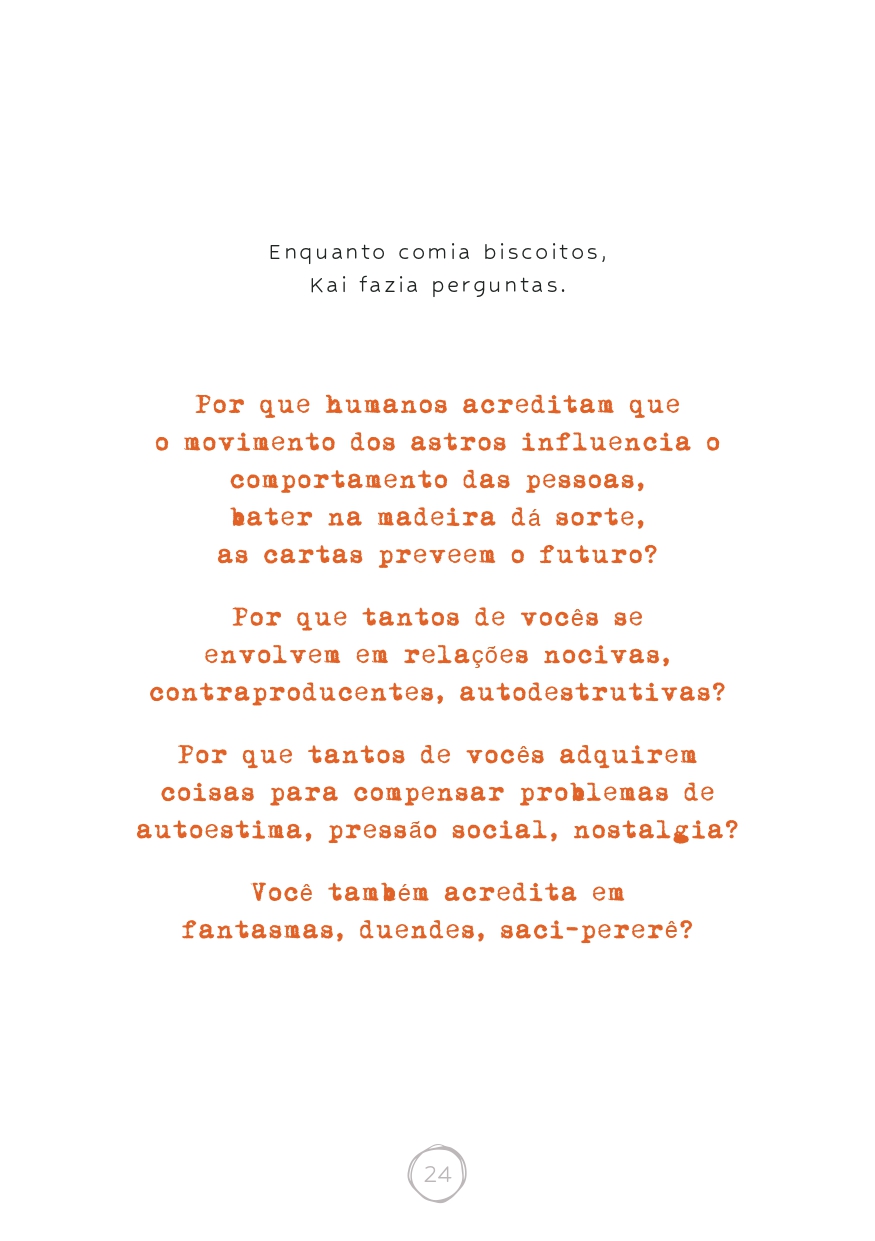 Enquanto comia biscoitos,
Kai fazia perguntas.
Por que humanos acreditam que
o movimento dos astros influencia o
comportamento das pessoas,
bater na madeira dá sorte,
as cartas preveem o futuro?
Por que tantos de vocês se
envolvem em relações nocivas,
contraproducentes, autodestrutivas?
Por que tantos de vocês adquirem
coisas para compensar problemas de
autoestima, pressão social, nostalgia?
Você também acredita em
fantasmas, duendes, saci-pererê?
24